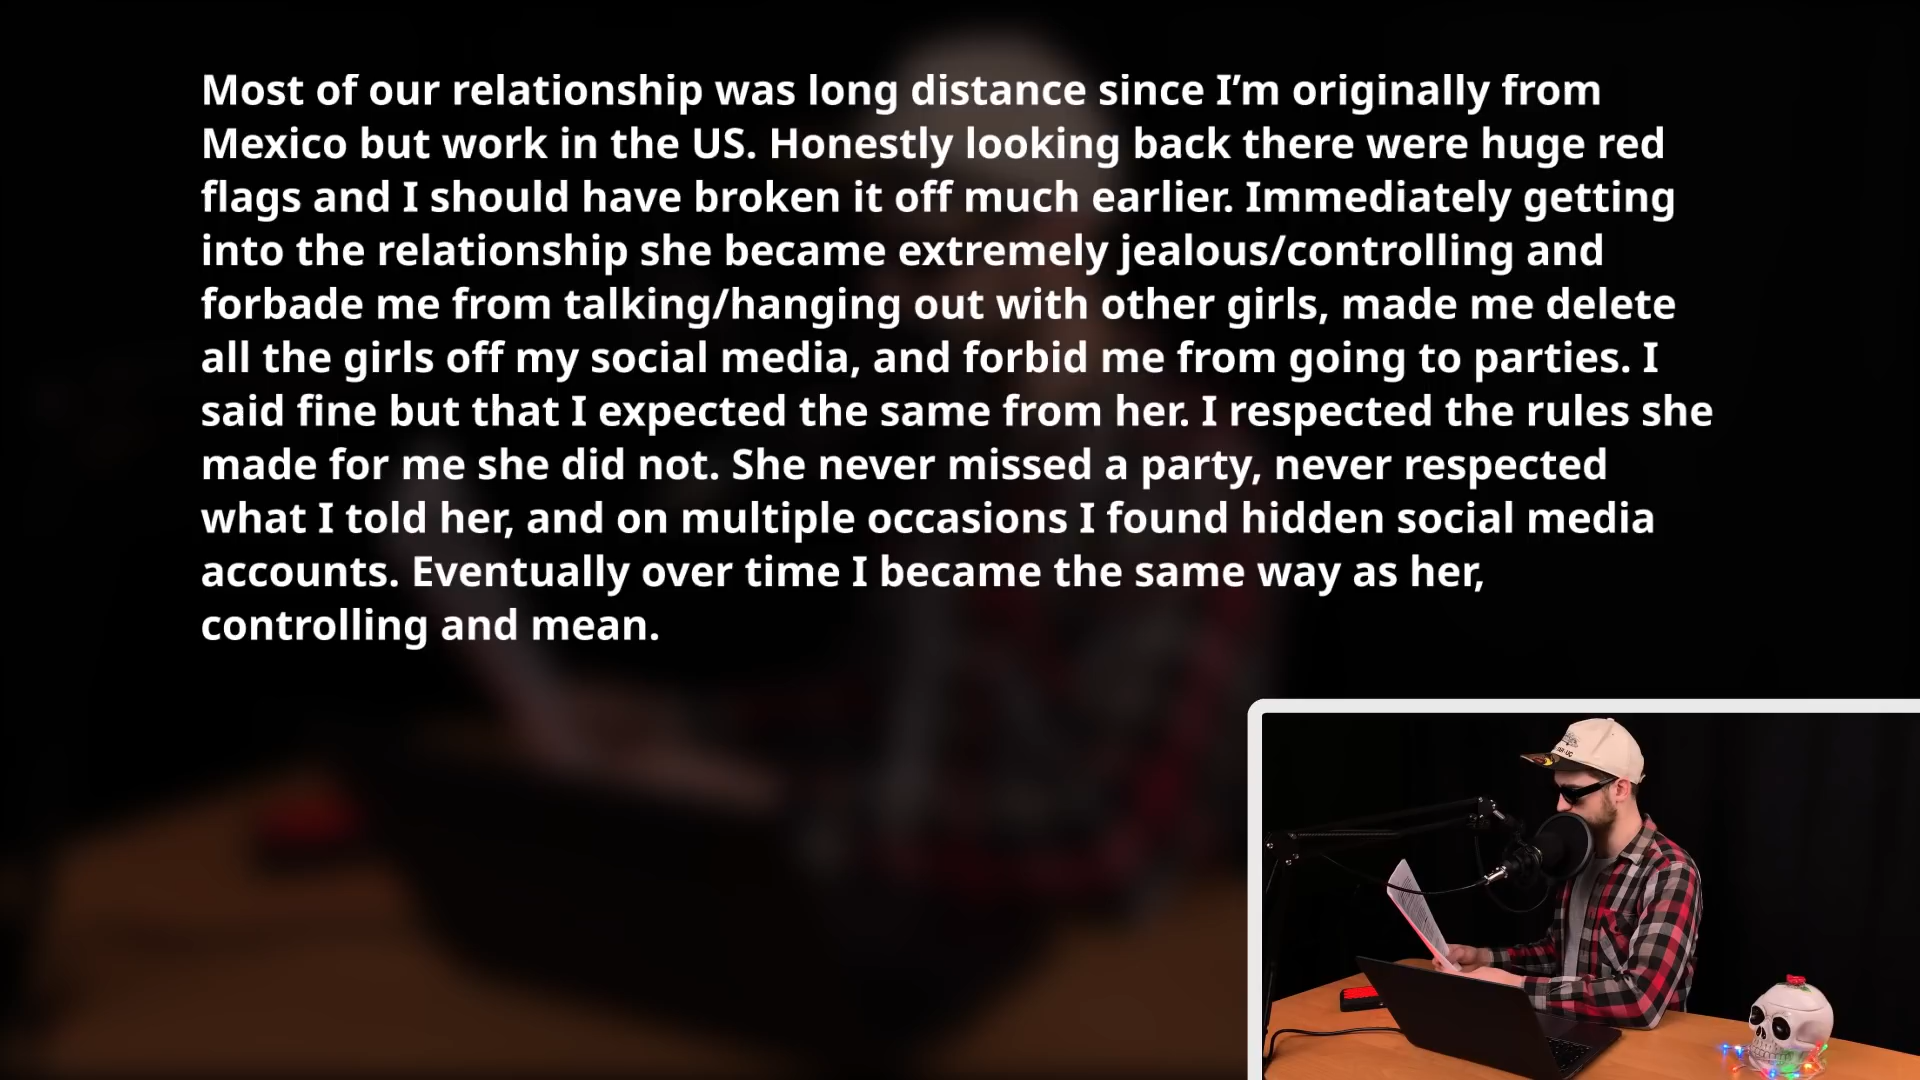 Most of our relationship was long distance since I’m originally from
Mexico but work in the US. Honestly looking back there were huge red
flags and I should have broken it off much earlier. Immediately getting
into the relationship she became extremely jealous/controlling and
forbade me from talking/hanging out with other girls, made me delete
all the girls off my social media, and forbid me from going to parties. I
said fine but that I expected the same from her. I respected the rules she
made for me she did not. She never missed a party, never respected
what I told her, and on multiple occasions I found hidden social media
accounts. Eventually over time I became the same way as her,
controlling and mean.